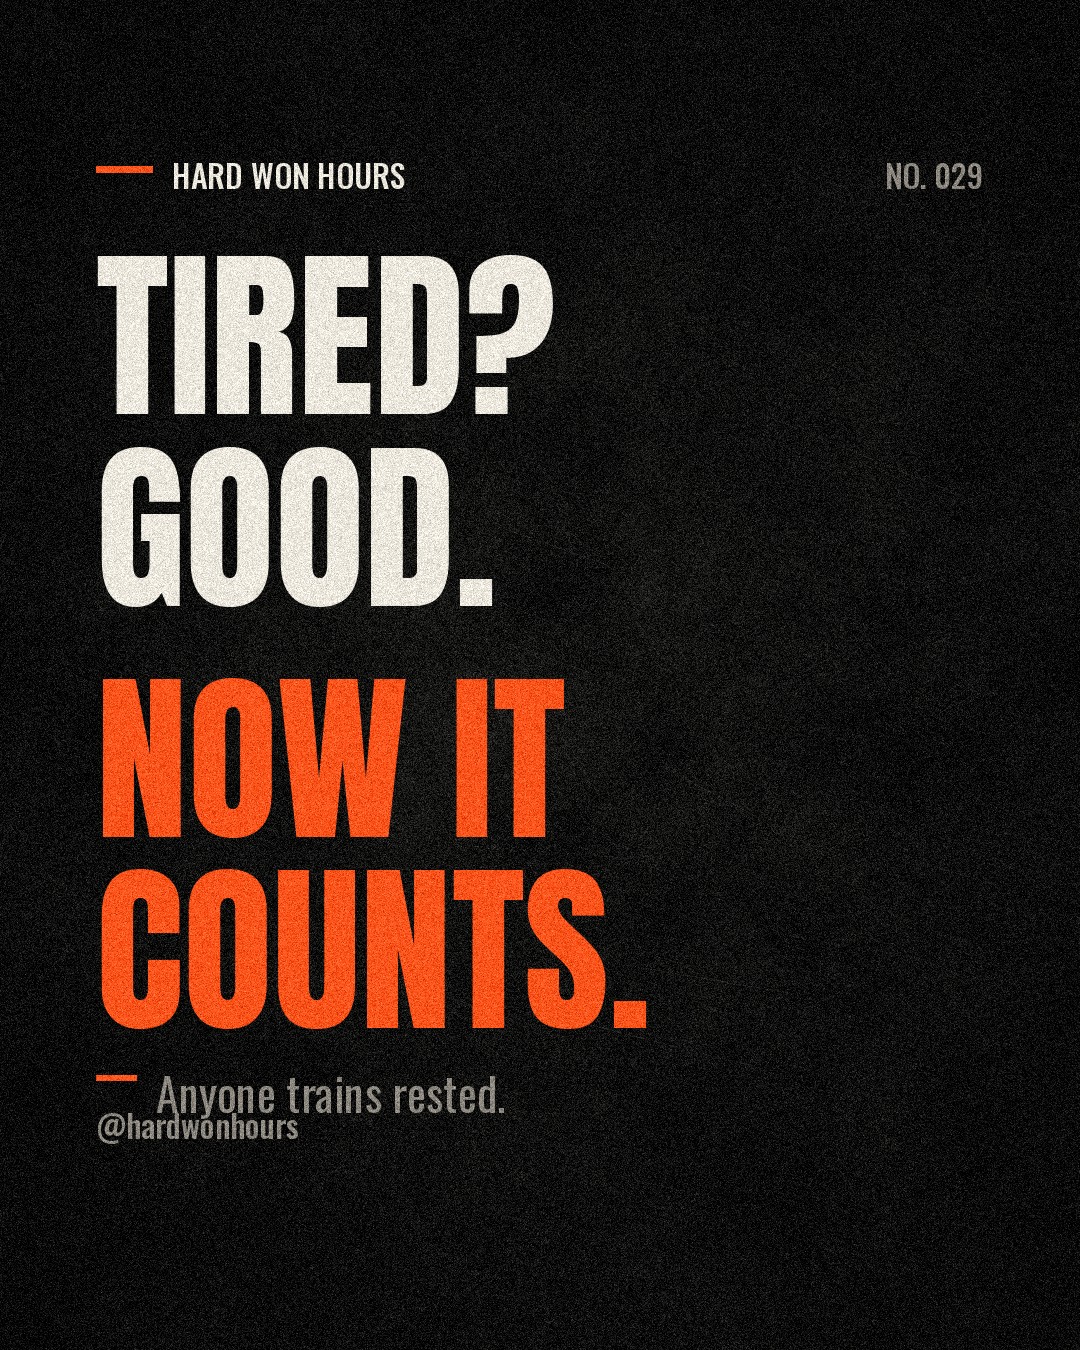 HARD WON HOURS
NO. 029
TIRED?
GOOD.
NOW IT
COUNTS.
Anyone trains rested.
@hardwonhours